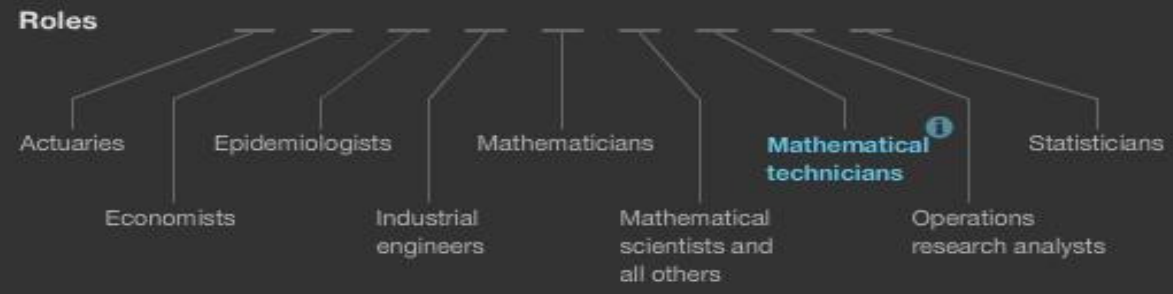 Roles
Actuaries
Epidemiologists
Mathematicians
Mathematical
technicians
Statisticians
Economists
Industrial
engineers
Mathematical
scientists and
all others
Operations
research analysts